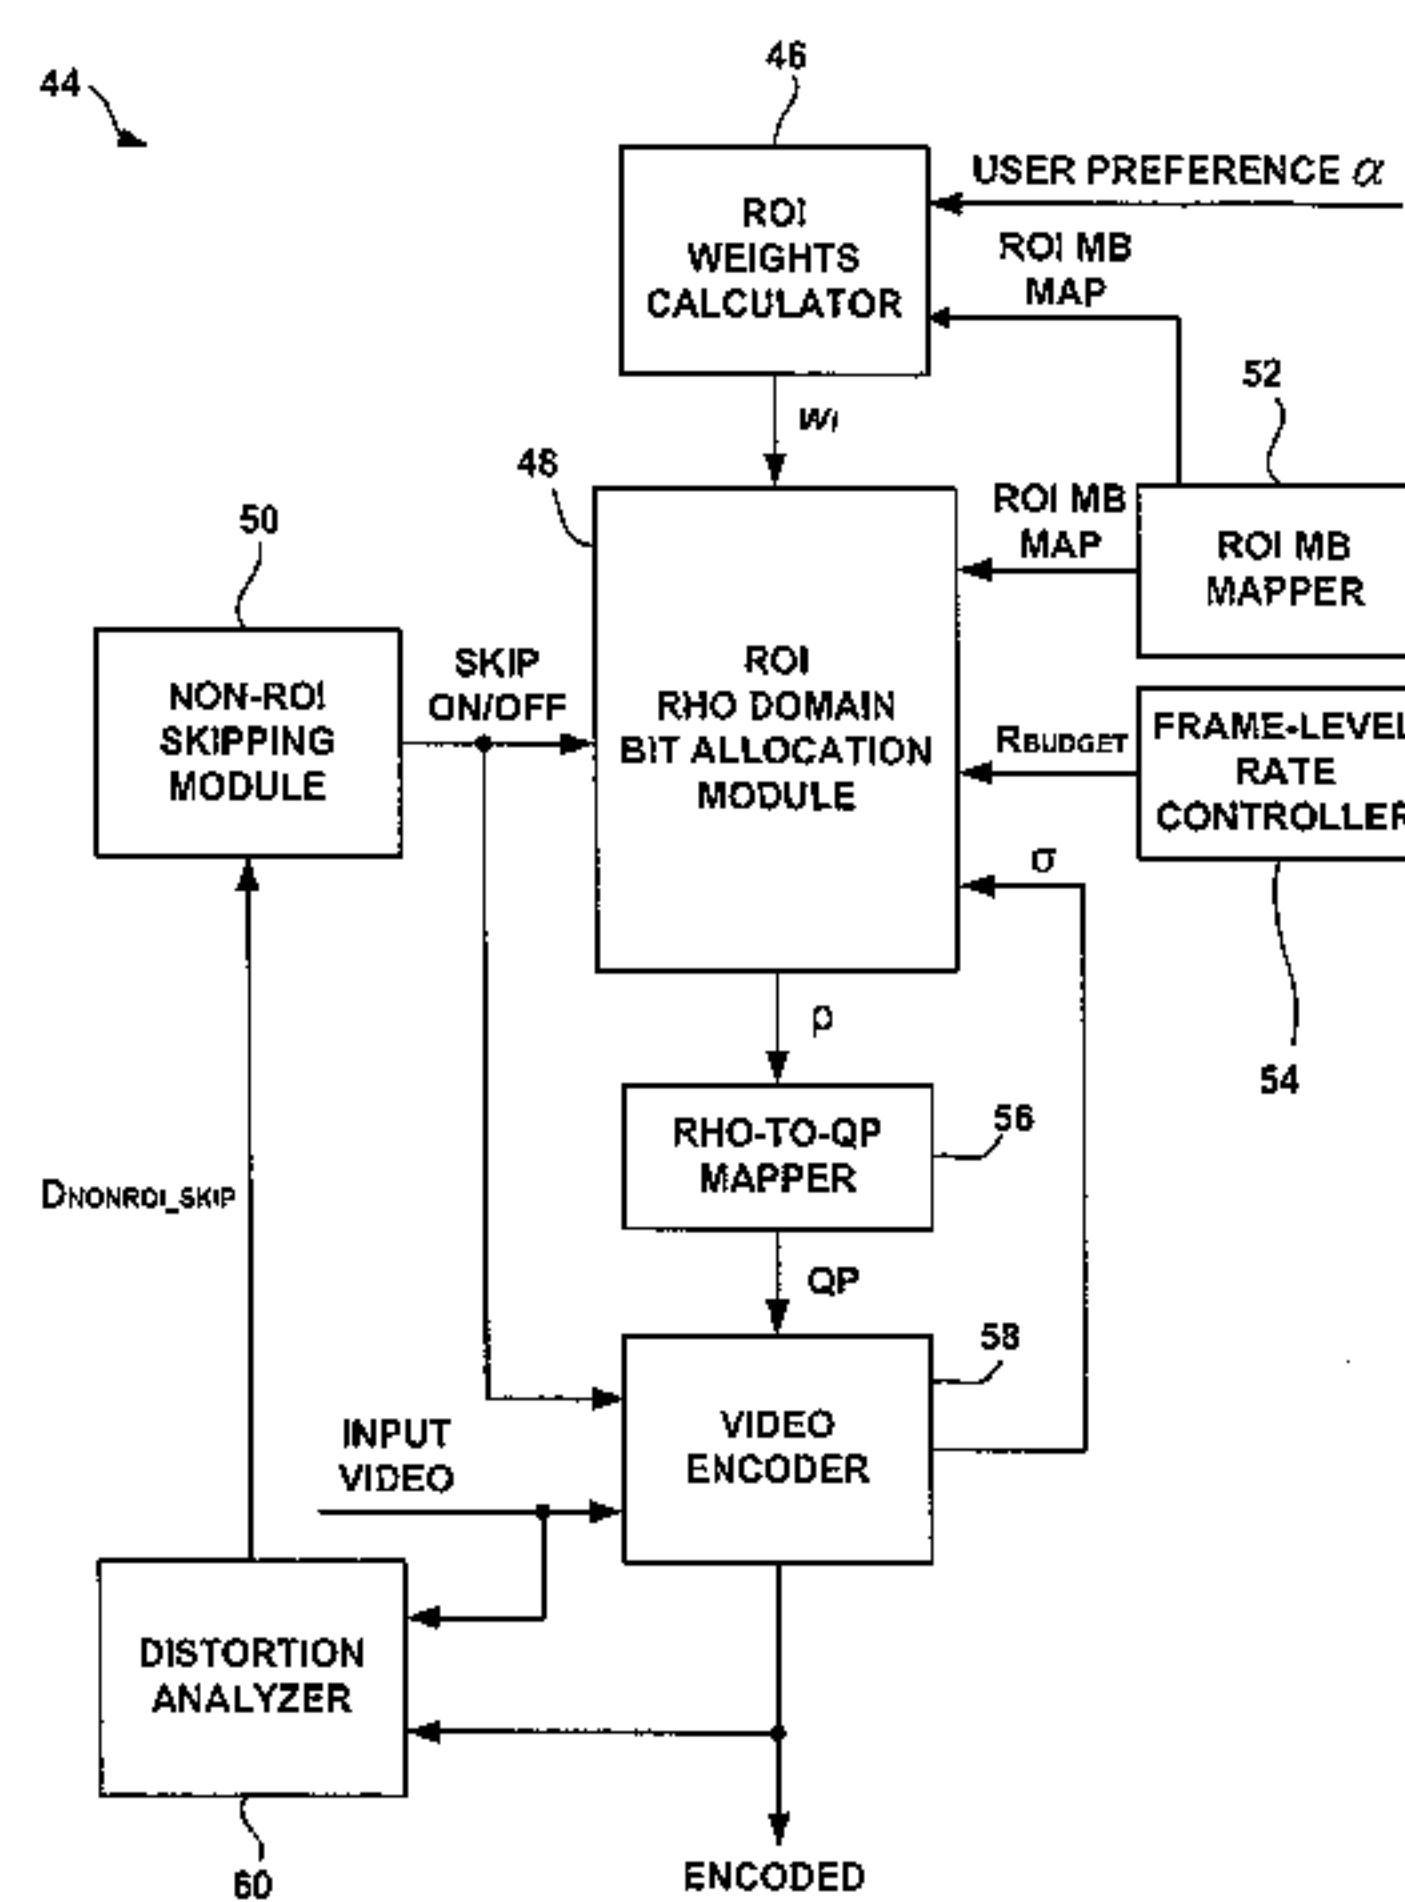 44
46
USER PREFERENCE α
ROI
WEIGHTS
CALCULATOR
ROI MB
MAP
52
wi
48
ROI MB
MAP
ROI MB
MAPPER
50
NON-ROI
SKIPPING
MODULE
SKIP
ON/OFF
ROI
RHO DOMAIN
BIT ALLOCATION
MODULE
RBUDGET
FRAME-LEVEL
RATE
CONTROLLER
σ
54
ρ
RHO-TO-QP
MAPPER
56
DNONROI_SKIP
QP
58
VIDEO
ENCODER
INPUT
VIDEO
DISTORTION
ANALYZER
60
ENCODED